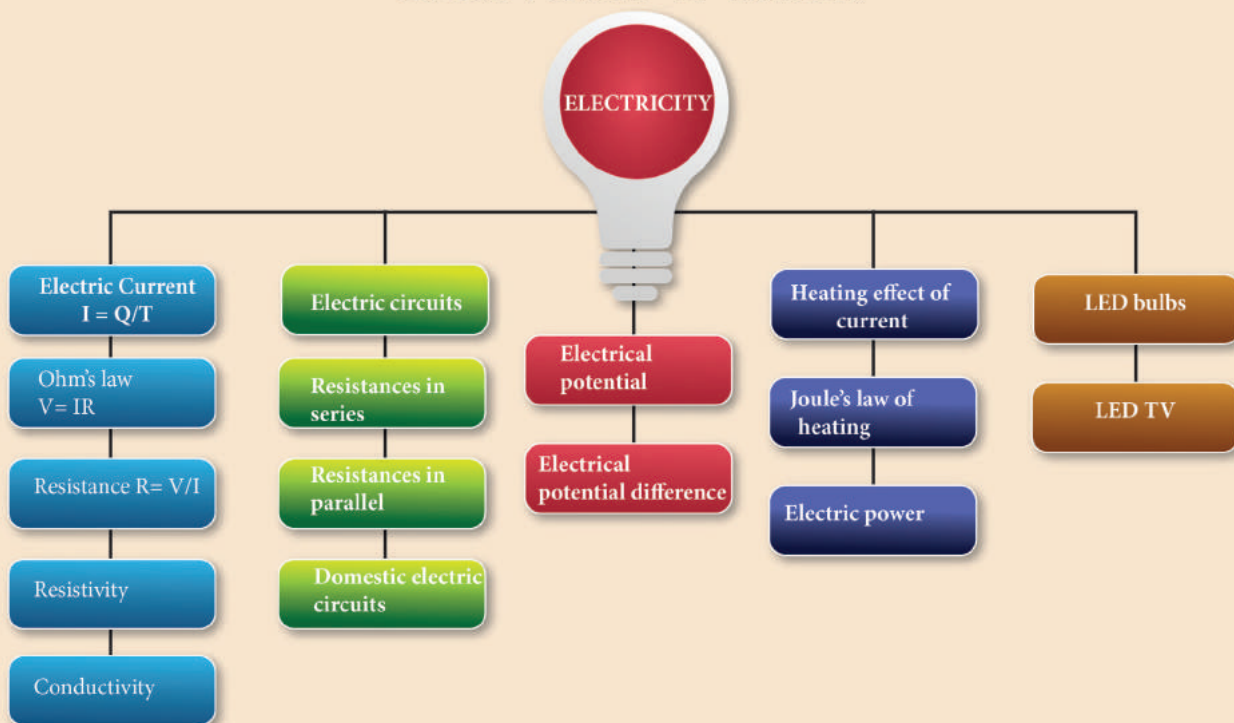 ELECTRICITY
Electric Current
I = Q/T
Ohm's law
V= IR
Resistance R= V/I
Resistivity
Conductivity
Electric circuits
Resistances in
series
Resistances in
parallel
Domestic electric
circuits
Electrical
potential
Electrical
potential difference
Heating effect of
current
Joule's law of
heating
Electric power
LED bulbs
LED TV